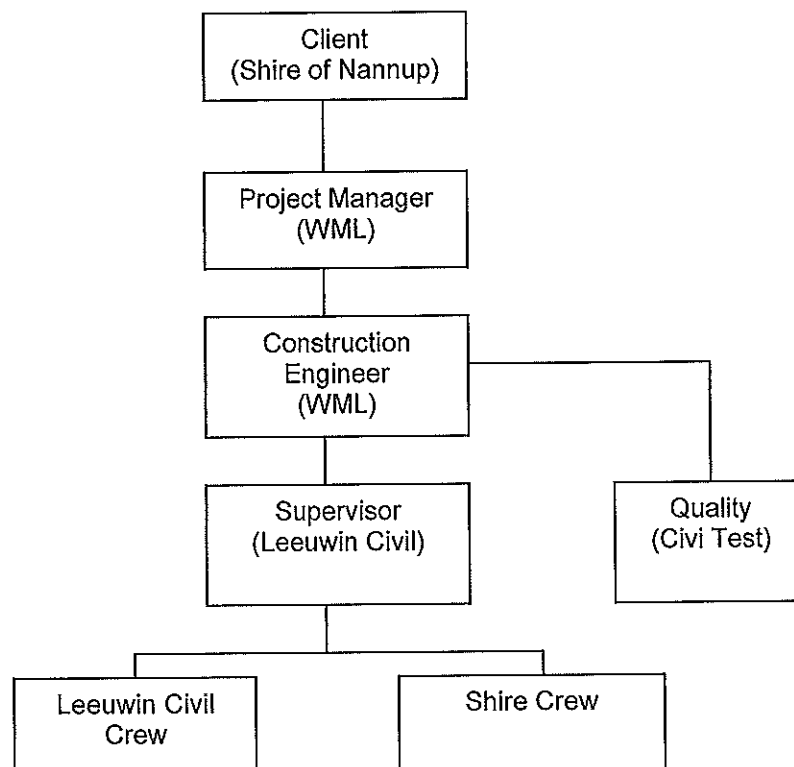 Client
(Shire of Nannup)
Project Manager
(WML)
Construction
Engineer
(WML)
Supervisor
(Leeuwin Civil)
Quality
(Civi Test)
Leeuwin Civil
Crew
Shire Crew